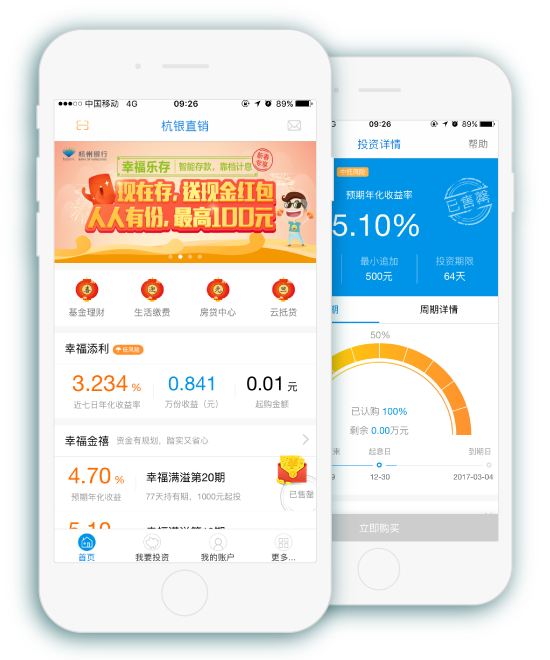 中国移动 4G 09:26 89%
杭银直销
杭州银行
BANK OF HANGZHOU
幸福乐存 智能存款，靠档计息
新春
专享
现在存，送现金红包
人人有份，最高100元
基金理财 生活缴费 房贷中心 云抵贷
幸福添利 低风险
3.234 % 0.841 0.01 元
近七日年化收益率 万份收益（元） 起购金额
幸福金禧 资金有规划，踏实又省心
4.70 % 幸福满溢第20期
预期年化收益 77天持有期，1000元起投
已售罄
5.10
首页 我要投资 我的账户 更多...
G 09:26 89%
投资详情 帮助
中低风险
预期年化收益率
5.10%
已售罄
最小追加 投资期限
500元 64天
期 周期详情
50%
已认购 100%
剩余 0.00万元
起息日 到期日
9 12-30 2017-03-04
立即购买